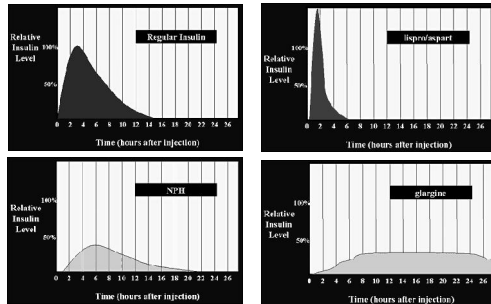 Relative
Insulin
Level
100%
50%
Regular Insulin
0 2 4 6 8 10 12 14 16 18 20 22 24 26
Time (hours after injection)
Relative
Insulin
Level
100%
50%
lispro/aspart
0 2 4 6 8 10 12 14 16 18 20 22 24 26
Time (hours after injection)
Relative
Insulin
Level
100%
50%
NPH
0 2 4 6 8 10 12 14 16 18 20 22 24 26
Time (hours after injection)
Relative
Insulin
Level
100%
50%
glargine
0 2 4 6 8 10 12 14 16 18 20 22 24 26
Time (hours after injection)